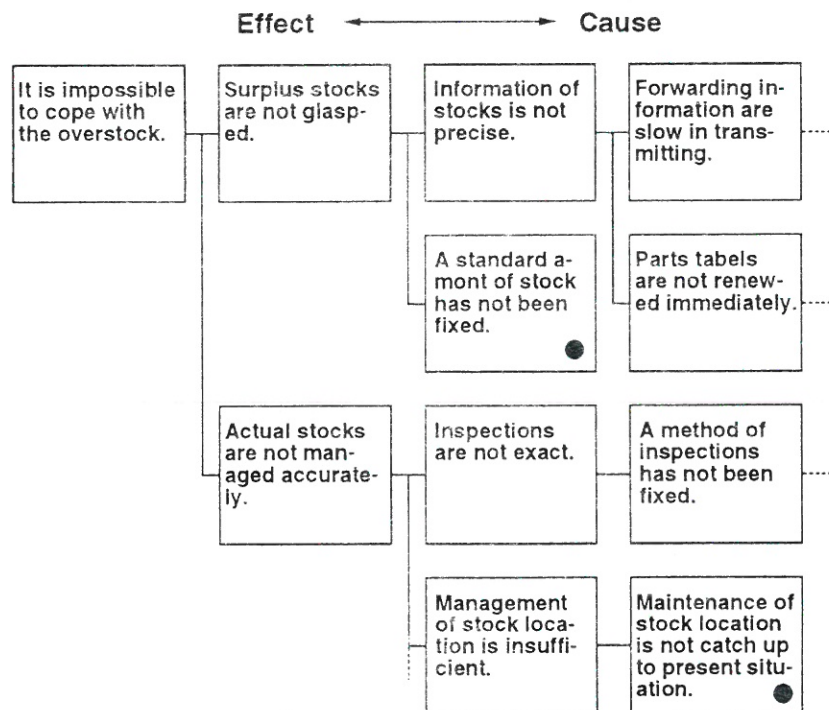 Effect
Cause
It is impossible
to cope with
the overstock.
Surplus stocks
are not glasp-
ed.
Information of
stocks is not
precise.
Forwarding in-
formation are
slow in trans-
mitting.
A standard a-
mont of stock
has not been
fixed.
Parts tabels
are not renew-
ed immediately.
Actual stocks
are not man-
aged accurate-
ly.
Inspections
are not exact.
A method of
inspections
has not been
fixed.
Management
of stock loca-
tion is insuffi-
cient.
Maintenance of
stock location
is not catch up
to present situ-
ation.